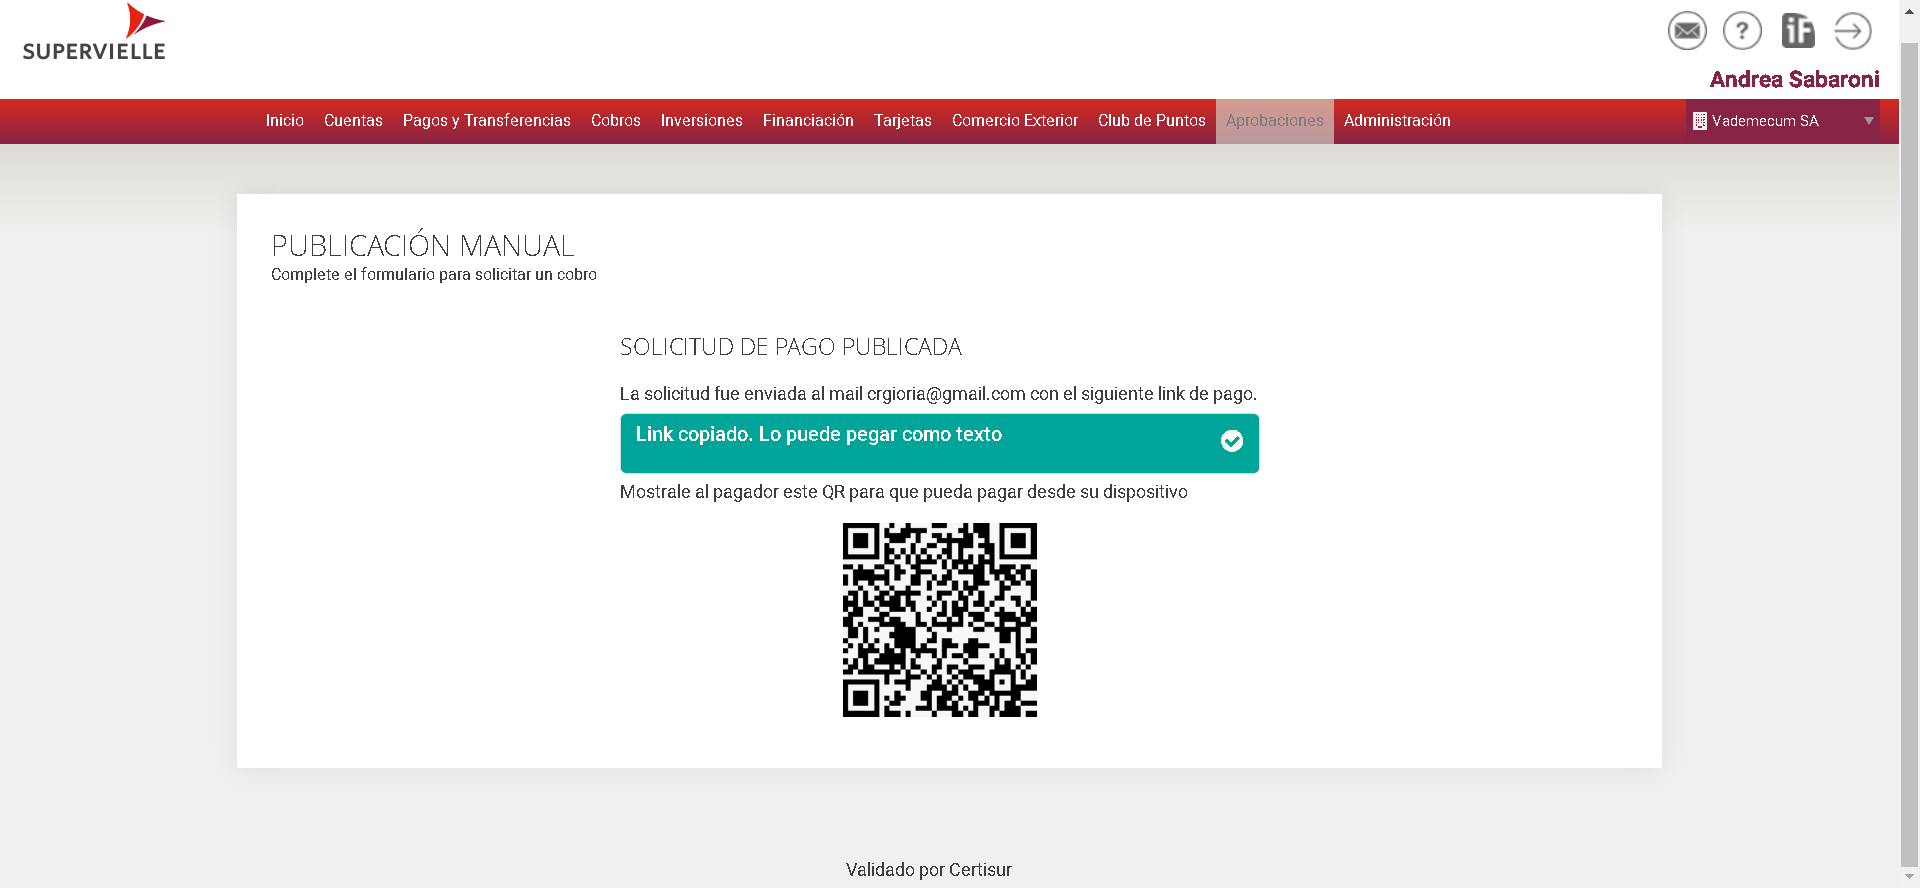 SUPERVIELLE
?
iF
Andrea Sabaroni
Inicio Cuentas Pagos y Transferencias Cobros Inversiones Financiación Tarjetas Comercio Exterior Club de Puntos Aprobaciones Administración Vademecum SA
PUBLICACIÓN MANUAL
Complete el formulario para solicitar un cobro
SOLICITUD DE PAGO PUBLICADA
La solicitud fue enviada al mail crgioria@gmail.com con el siguiente link de pago.
Link copiado. Lo puede pegar como texto
Mostrale al pagador este QR para que pueda pagar desde su dispositivo
Validado por Certisur